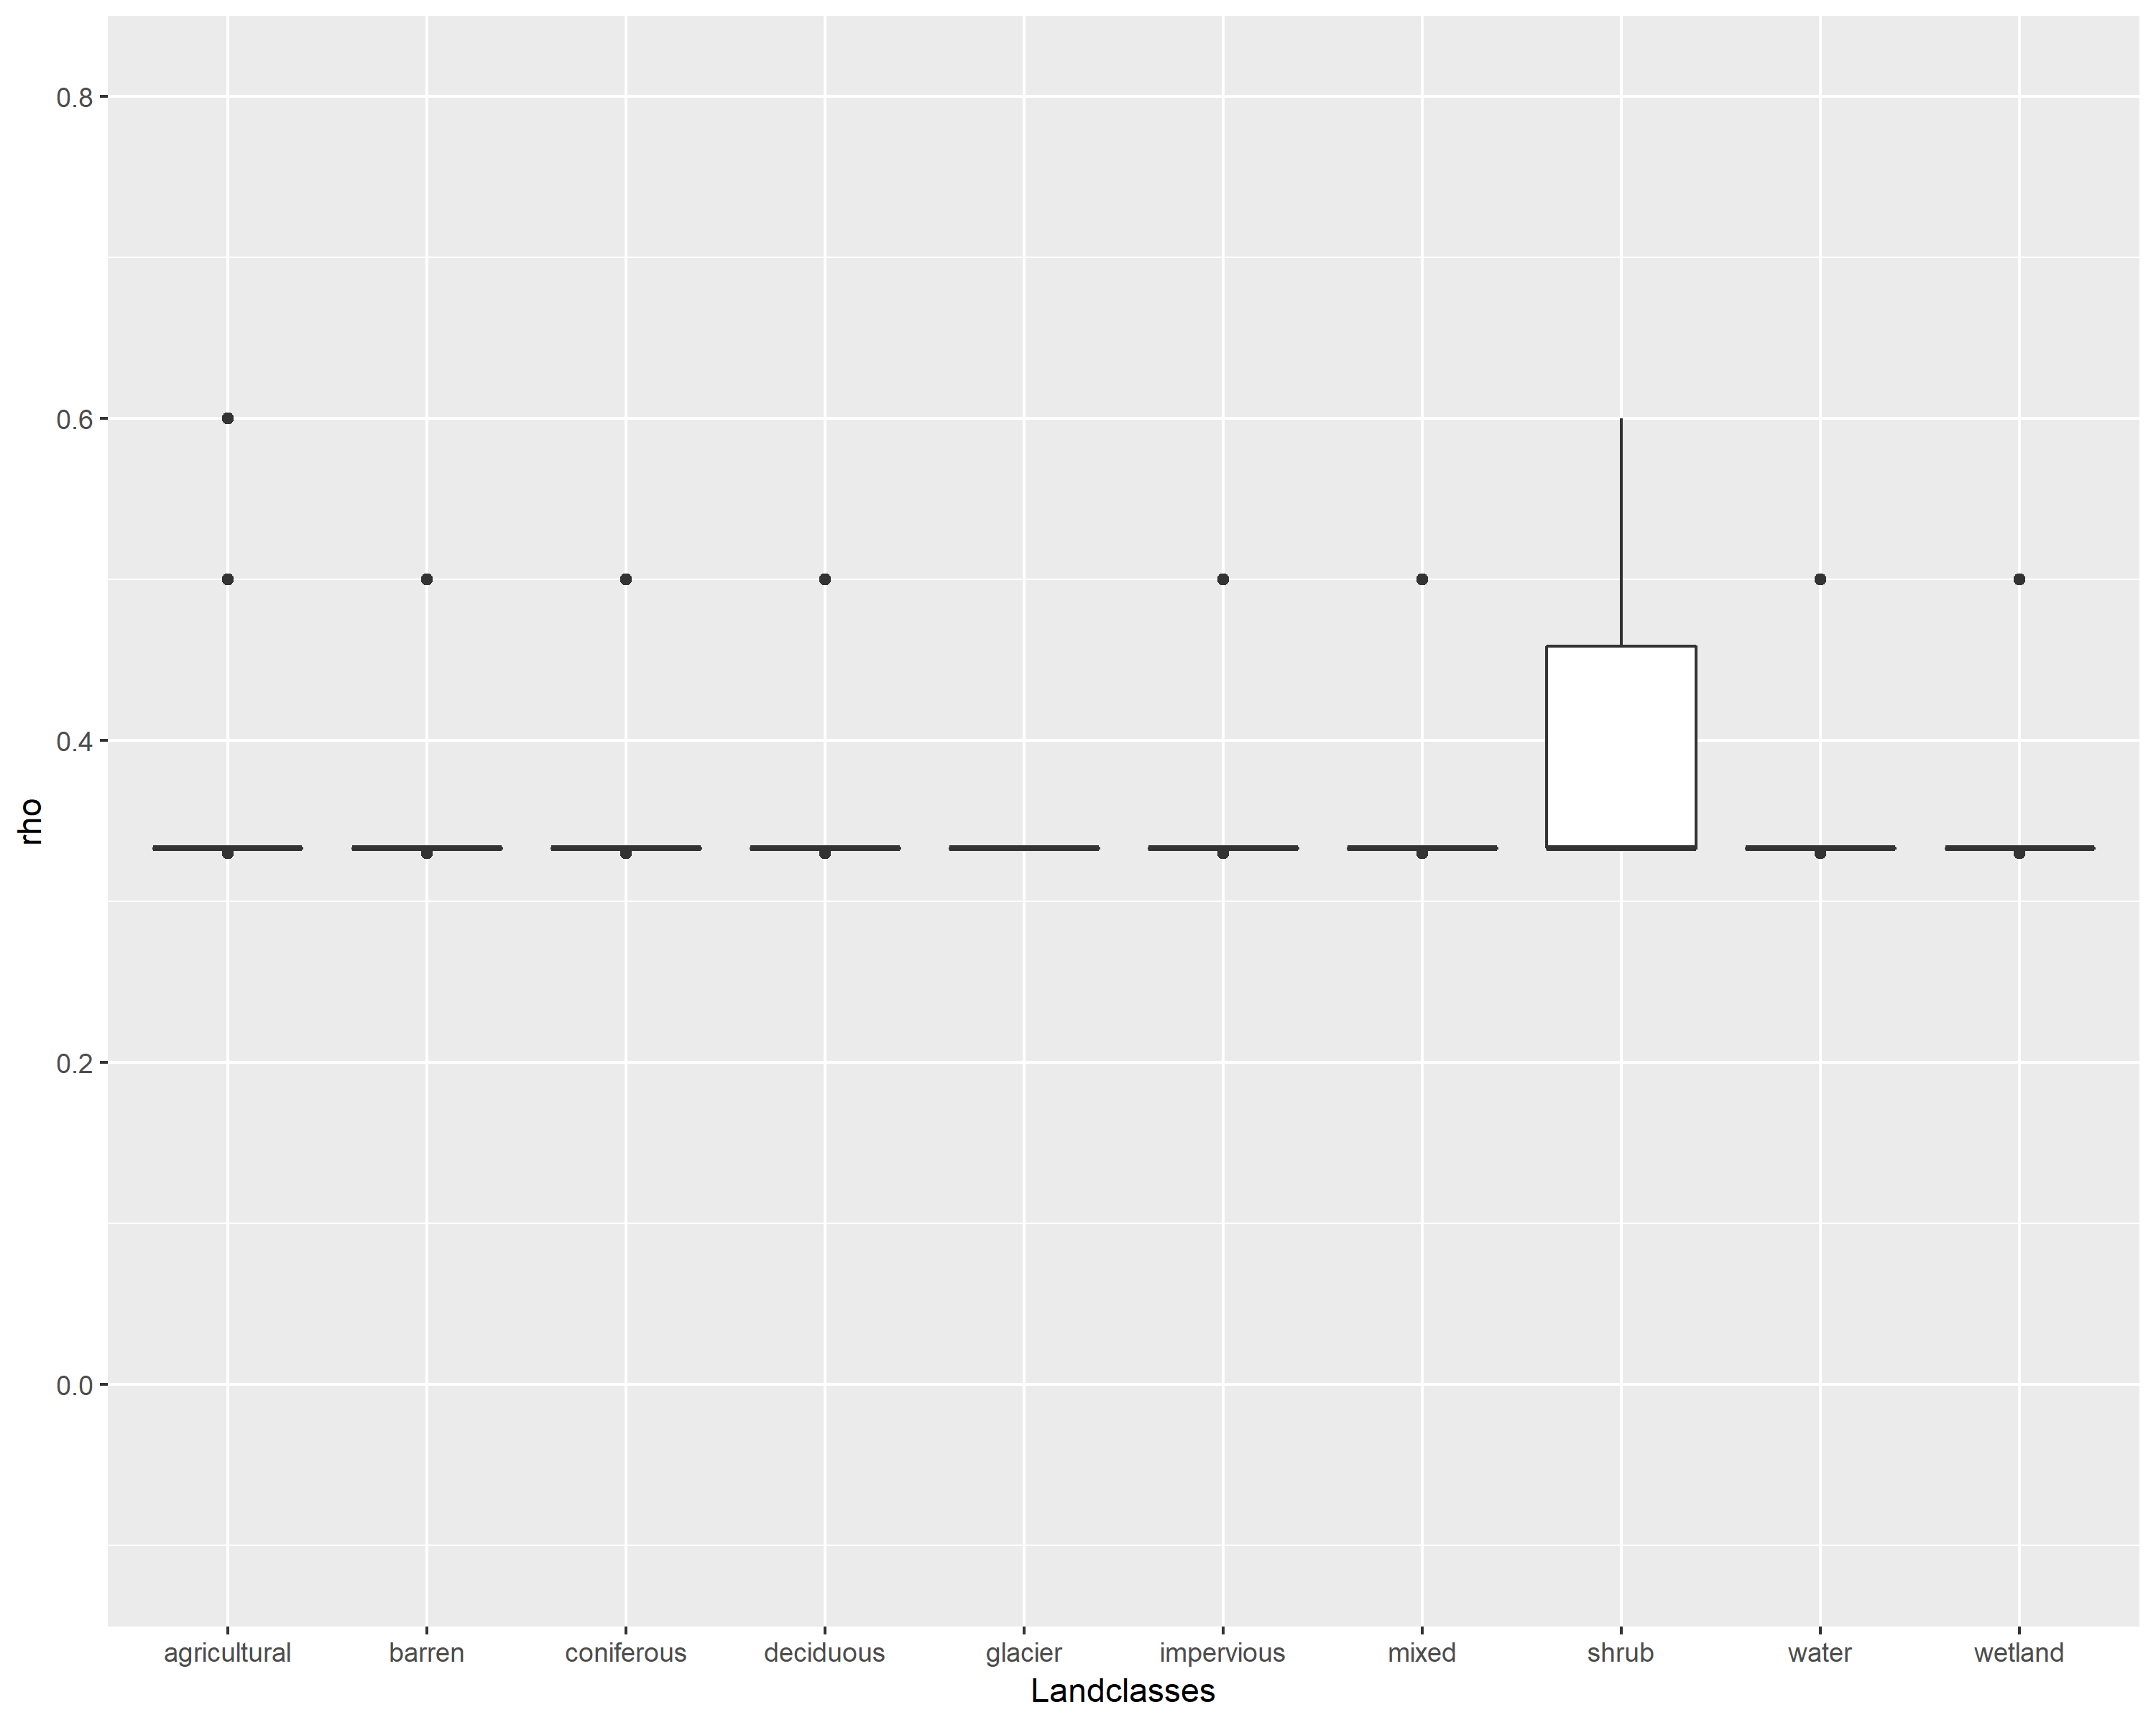 rho
0.8
0.6
0.4
0.2
0.0
agricultural barren coniferous deciduous glacier impervious mixed shrub water wetland
Landclasses